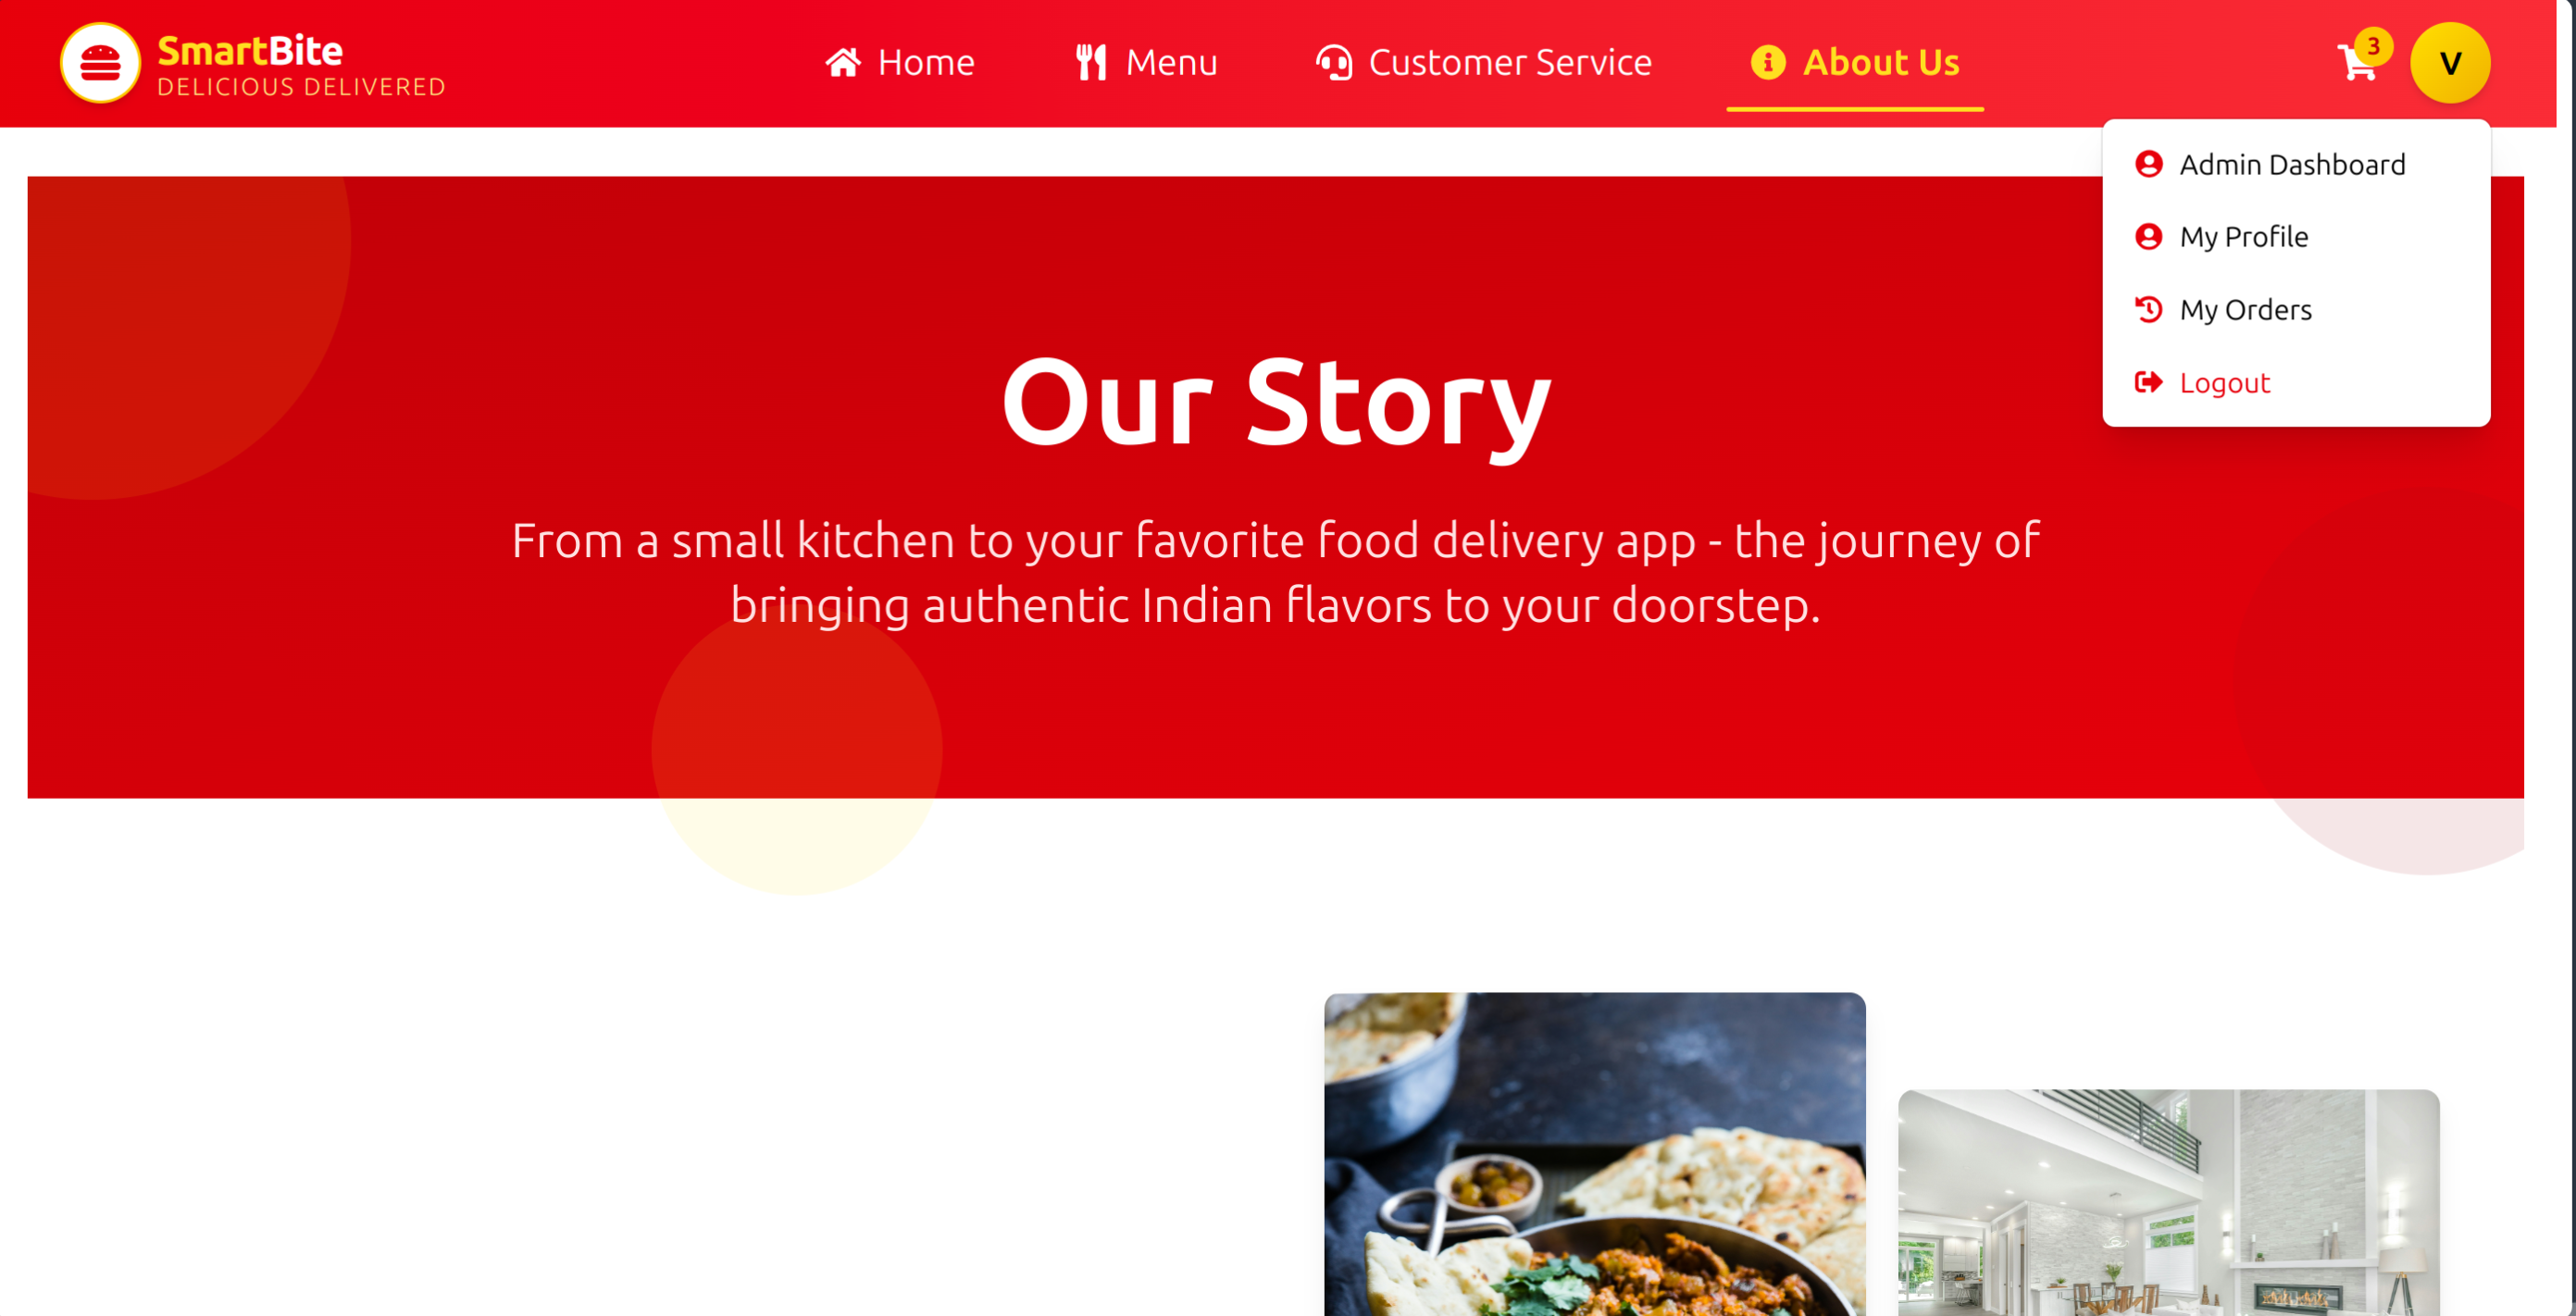 SmartBite
DELICIOUS DELIVERED
Home
Menu
Customer Service
About Us
3
V
Admin Dashboard
My Profile
My Orders
Logout
Our Story
From a small kitchen to your favorite food delivery app - the journey of
bringing authentic Indian flavors to your doorstep.